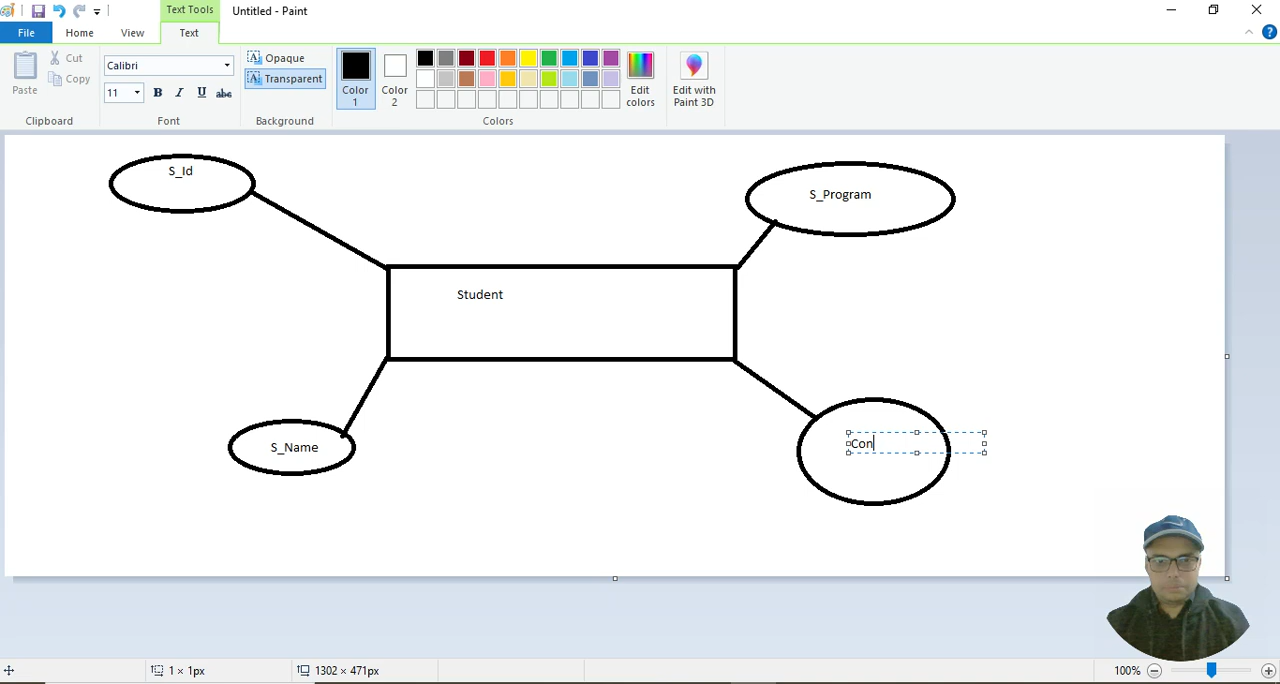 Text Tools
Untitled - Paint
File
Home
View
Text
Paste
Cut
Copy
Clipboard
Calibri
11
B I U abc
Font
Opaque
Transparent
Background
Color 1
Color 2
Edit colors
Colors
Edit with Paint 3D
S_Id
S_Program
Student
S_Name
Con
1 × 1px
1302 × 471px
100%